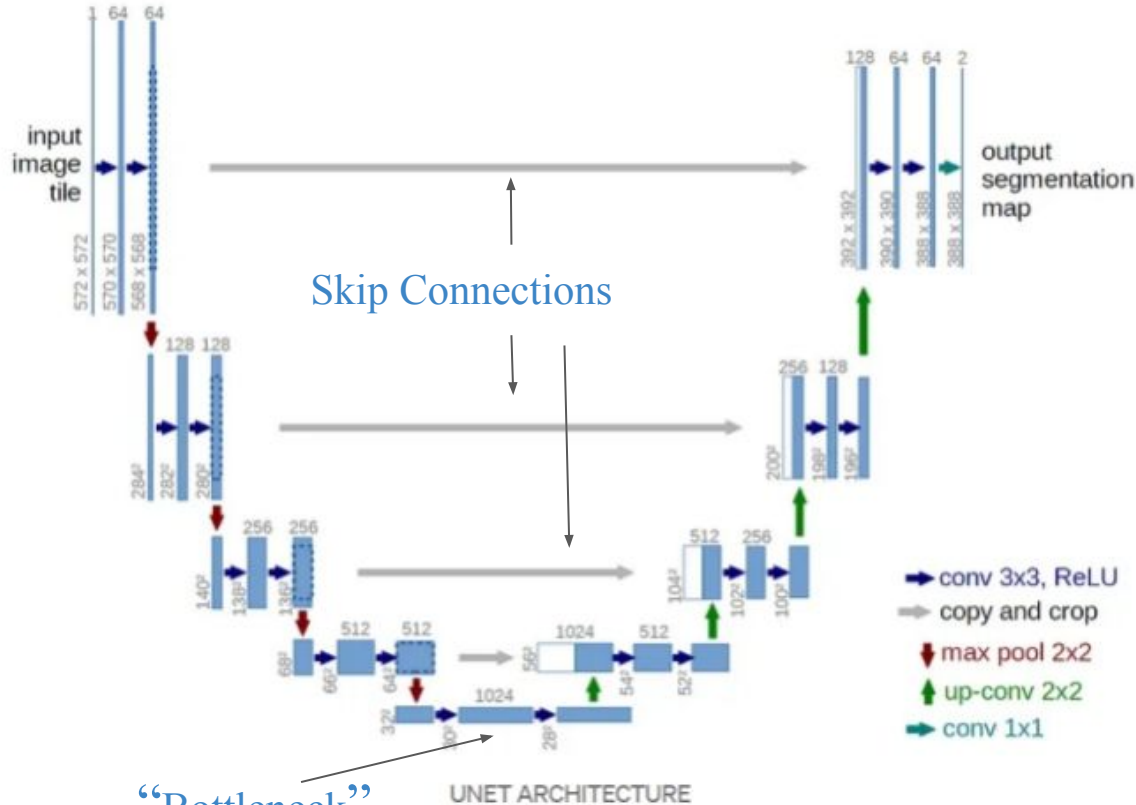 1 64 64
128 64 64 2
input
image
tile
output
segmentation
map
572 x 572
570 x 570
568 x 568
392 x 392
390 x 390
388 x 388
388 x 388
Skip Connections
128 128
256 128
284²
282²
280²
200²
198²
196²
256 256
512 256
140²
138²
136²
104²
102²
100²
conv 3x3, ReLU
copy and crop
max pool 2x2
up-conv 2x2
conv 1x1
512 512
1024 512
68²
66²
64²
56²
54²
52²
1024
32²
30²
28²
“Bottleneck”
UNET ARCHITECTURE